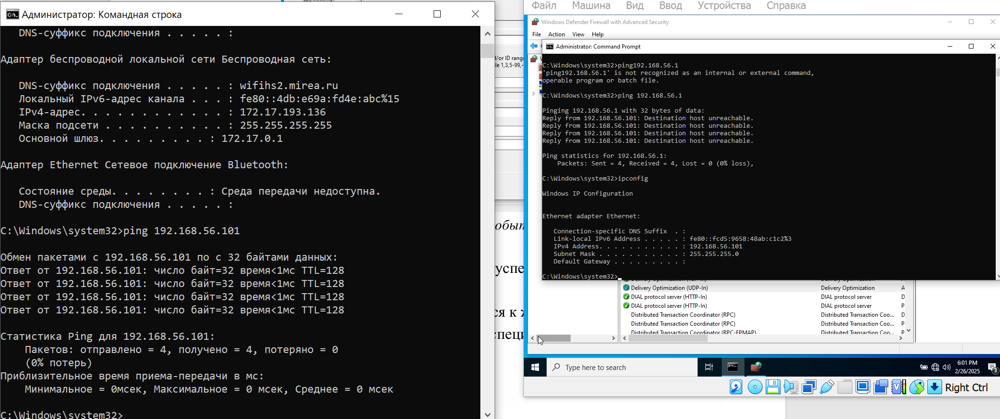 Администратор: Командная строка
DNS-суффикс подключения . . . . . :
Адаптер беспроводной локальной сети Беспроводная сеть:
DNS-суффикс подключения . . . . . : wifihs2.mirea.ru
Локальный IPv6-адрес канала . . . : fe80::4db:e69a:fd4e:abc%15
IPv4-адрес. . . . . . . . . . . . : 172.17.193.136
Маска подсети . . . . . . . . . . : 255.255.255.255
Основной шлюз. . . . . . . . . : 172.17.0.1
Адаптер Ethernet Сетевое подключение Bluetooth:
Состояние среды. . . . . . . . : Среда передачи недоступна.
DNS-суффикс подключения . . . . . :
C:\Windows\system32>ping 192.168.56.101
Обмен пакетами с 192.168.56.101 по с 32 байтами данных:
Ответ от 192.168.56.101: число байт=32 время<1мс TTL=128
Ответ от 192.168.56.101: число байт=32 время<1мс TTL=128
Ответ от 192.168.56.101: число байт=32 время<1мс TTL=128
Ответ от 192.168.56.101: число байт=32 время<1мс TTL=128
Статистика Ping для 192.168.56.101:
Пакетов: отправлено = 4, получено = 4, потеряно = 0
(0% потерь)
Приблизительное время приема-передачи в мс:
Минимальное = 0мсек, Максимальное = 0 мсек, Среднее = 0 мсек
C:\Windows\system32>
Файл Машина Вид Ввод Устройства Справка
Windows Defender Firewall with Advanced Security
File Action View Help
Administrator: Command Prompt
C:\Windows\system32>ping192.168.56.1
'ping192.168.56.1' is not recognized as an internal or external command,
operable program or batch file.
C:\Windows\system32>ping 192.168.56.1
Pinging 192.168.56.1 with 32 bytes of data:
Reply from 192.168.56.101: Destination host unreachable.
Reply from 192.168.56.101: Destination host unreachable.
Reply from 192.168.56.101: Destination host unreachable.
Reply from 192.168.56.101: Destination host unreachable.
Ping statistics for 192.168.56.1:
Packets: Sent = 4, Received = 4, Lost = 0 (0% loss),
C:\Windows\system32>ipconfig
Windows IP Configuration
Ethernet adapter Ethernet:
Connection-specific DNS Suffix . :
Link-local IPv6 Address . . . . . : fe80::fcd5:9658:48ab:c1c2%3
IPv4 Address. . . . . . . . . . . : 192.168.56.101
Subnet Mask . . . . . . . . . . . : 255.255.255.0
Default Gateway . . . . . . . . . :
C:\Windows\system32>
Delivery Optimization (UDP-In) Delivery Optimization A
DIAL protocol server (HTTP-In) DIAL protocol server D
DIAL protocol server (HTTP-In) DIAL protocol server P
Distributed Transaction Coordinator (RPC) Distributed Transaction Coo... D
Distributed Transaction Coordinator (RPC) Distributed Transaction Coo... P
Distributed Transaction Coordinator (RPC-EPMAP) Distributed Transaction Coo... P
Type here to search
6:01 PM
2/26/2025
3
Right Ctrl
/or ID range
le 1,3,5-99,-